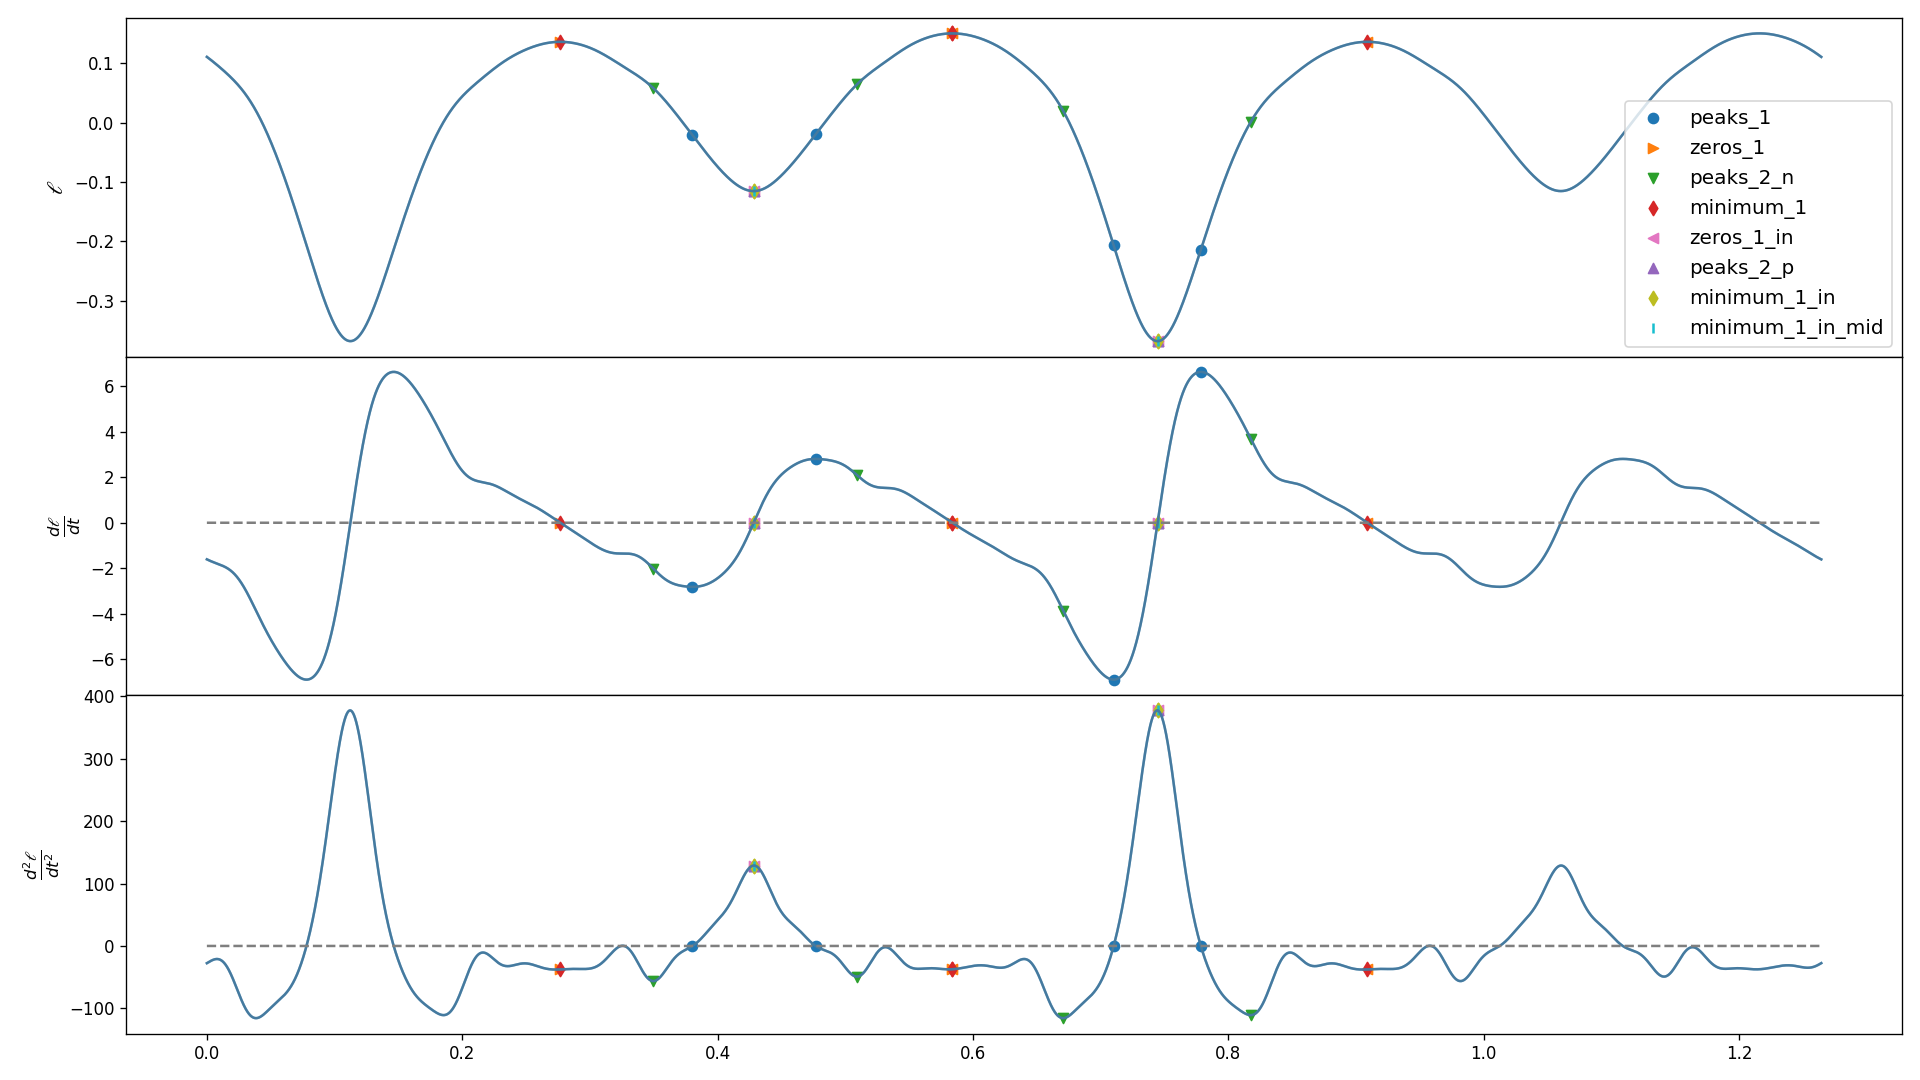 0.1
0.0
−0.1
−0.2
−0.3
ℓ
peaks_1
zeros_1
peaks_2_n
minimum_1
zeros_1_in
peaks_2_p
minimum_1_in
minimum_1_in_mid
6
4
2
0
−2
−4
−6
dℓ
dt
400
300
200
100
0
−100
d²ℓ
dt²
0.0 0.2 0.4 0.6 0.8 1.0 1.2